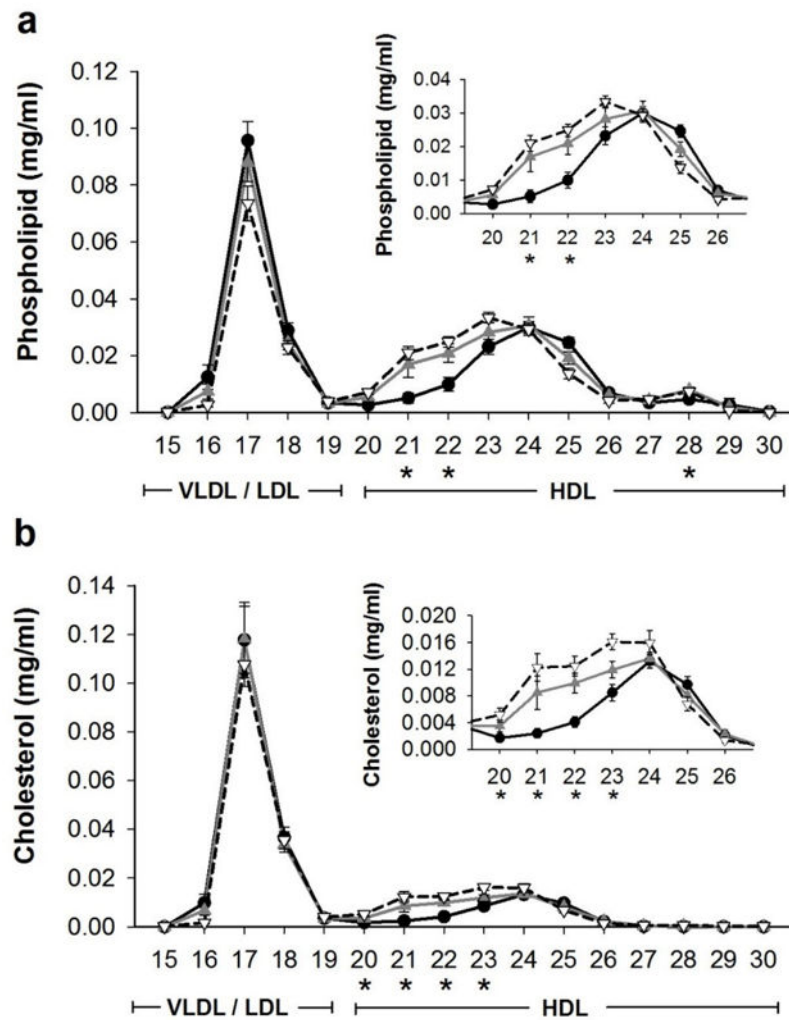 a
Phospholipid (mg/ml)
0.12
0.10
0.08
0.06
0.04
0.02
0.00
15 16 17 18 19 20 21 22 23 24 25 26 27 28 29 30
* * *
VLDL / LDL HDL
Phospholipid (mg/ml)
0.04
0.03
0.02
0.01
0.00
20 21 22 23 24 25 26
* *
b
Cholesterol (mg/ml)
0.14
0.12
0.10
0.08
0.06
0.04
0.02
0.00
15 16 17 18 19 20 21 22 23 24 25 26 27 28 29 30
* * * *
VLDL / LDL HDL
Cholesterol (mg/ml)
0.020
0.016
0.012
0.008
0.004
0.000
20 21 22 23 24 25 26
* * * *